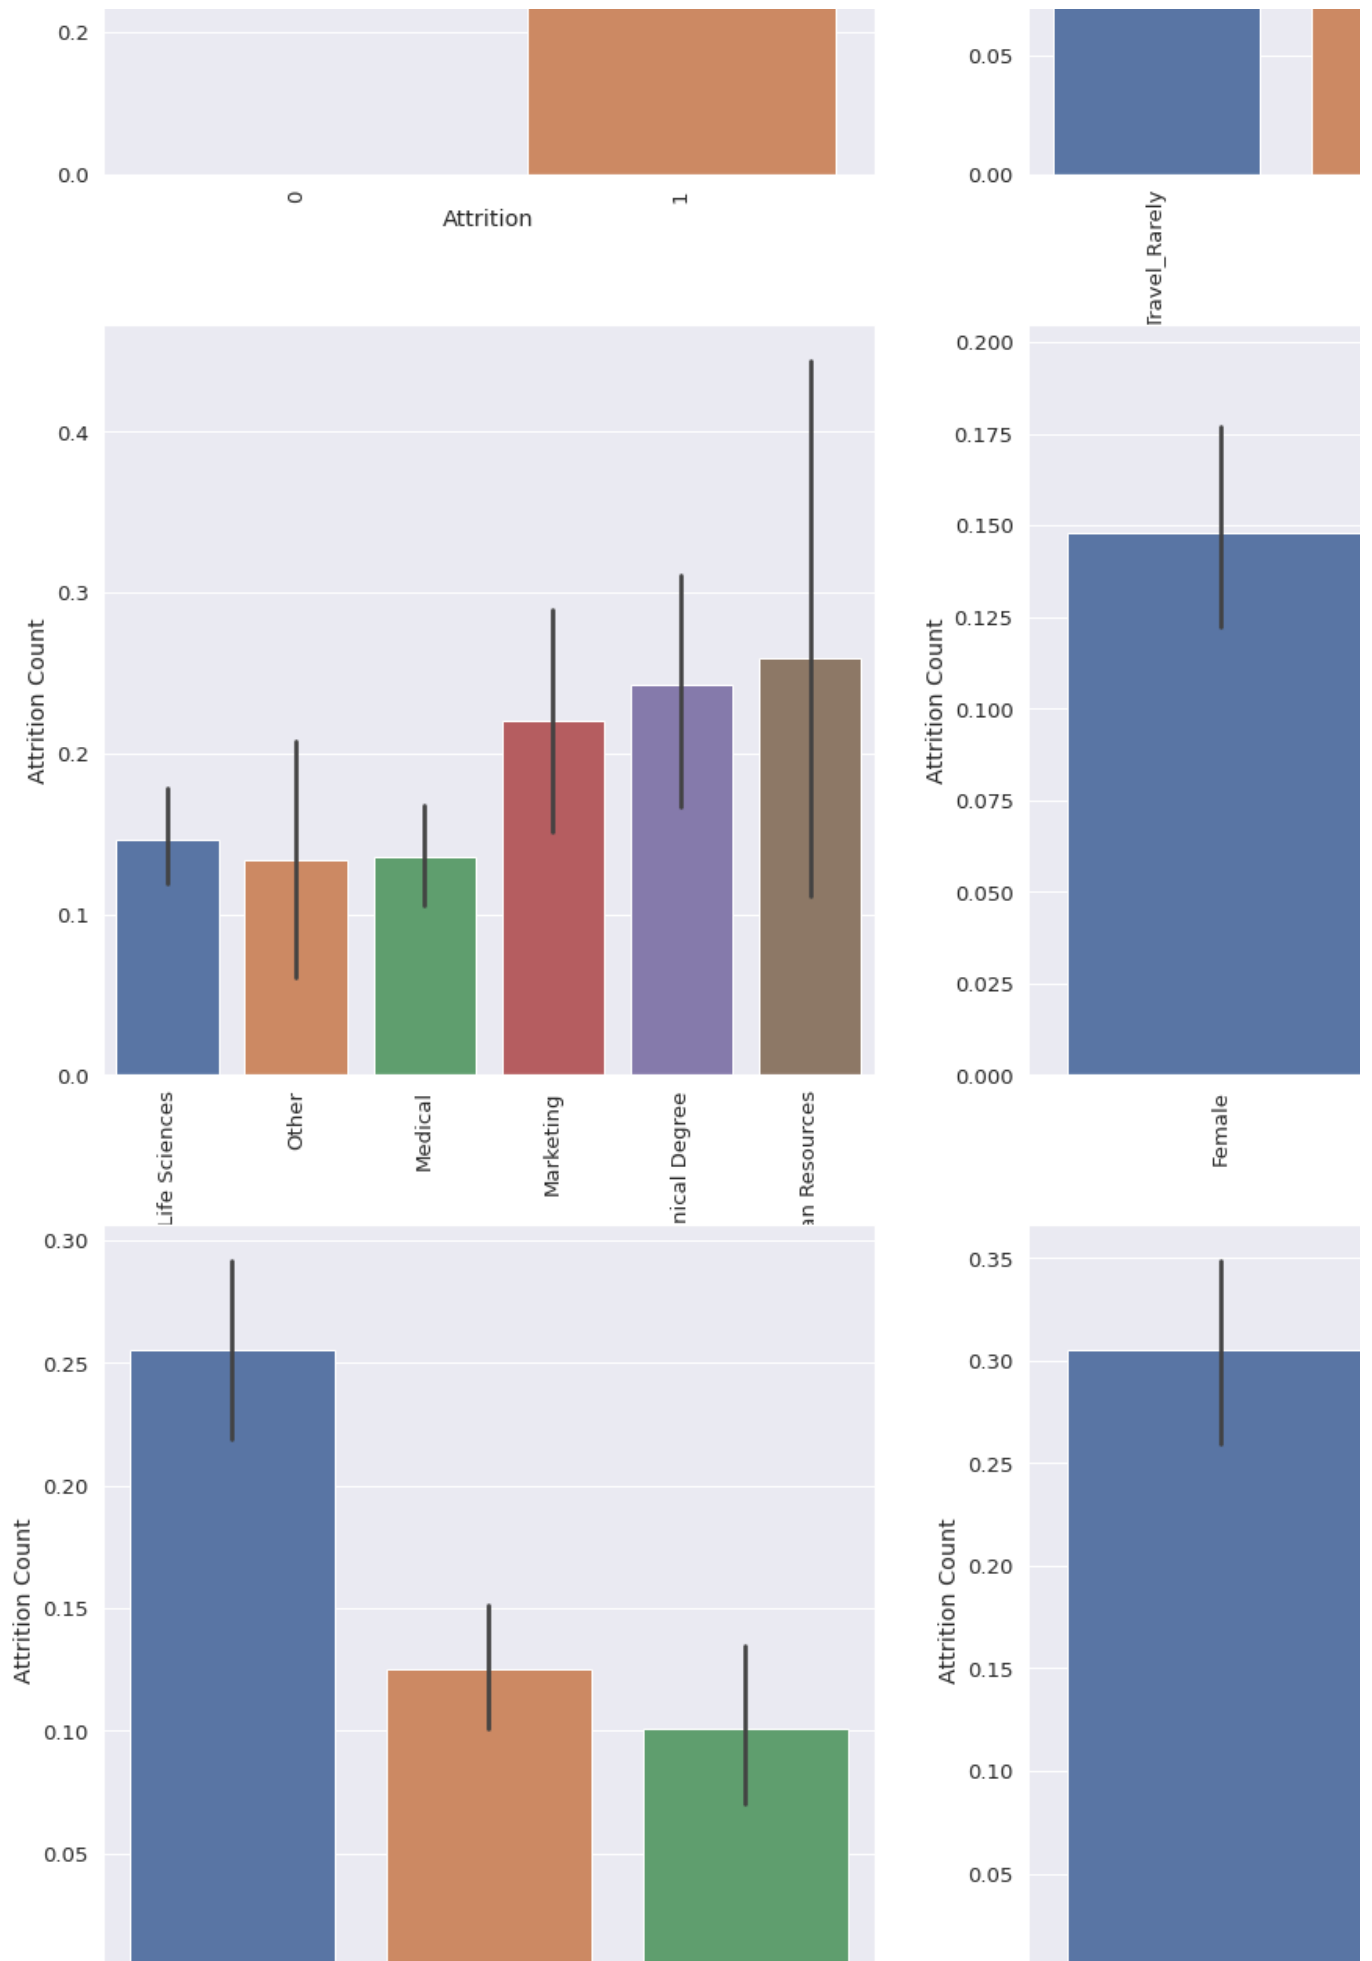 0.2
0.0
0
1
Attrition
0.05
0.00
Travel_Rarely
0.4
0.3
0.2
0.1
0.0
Attrition Count
Life Sciences
Other
Medical
Marketing
nical Degree
an Resources
0.200
0.175
0.150
0.125
0.100
0.075
0.050
0.025
0.000
Attrition Count
Female
0.30
0.25
0.20
0.15
0.10
0.05
Attrition Count
0.35
0.30
0.25
0.20
0.15
0.10
0.05
Attrition Count